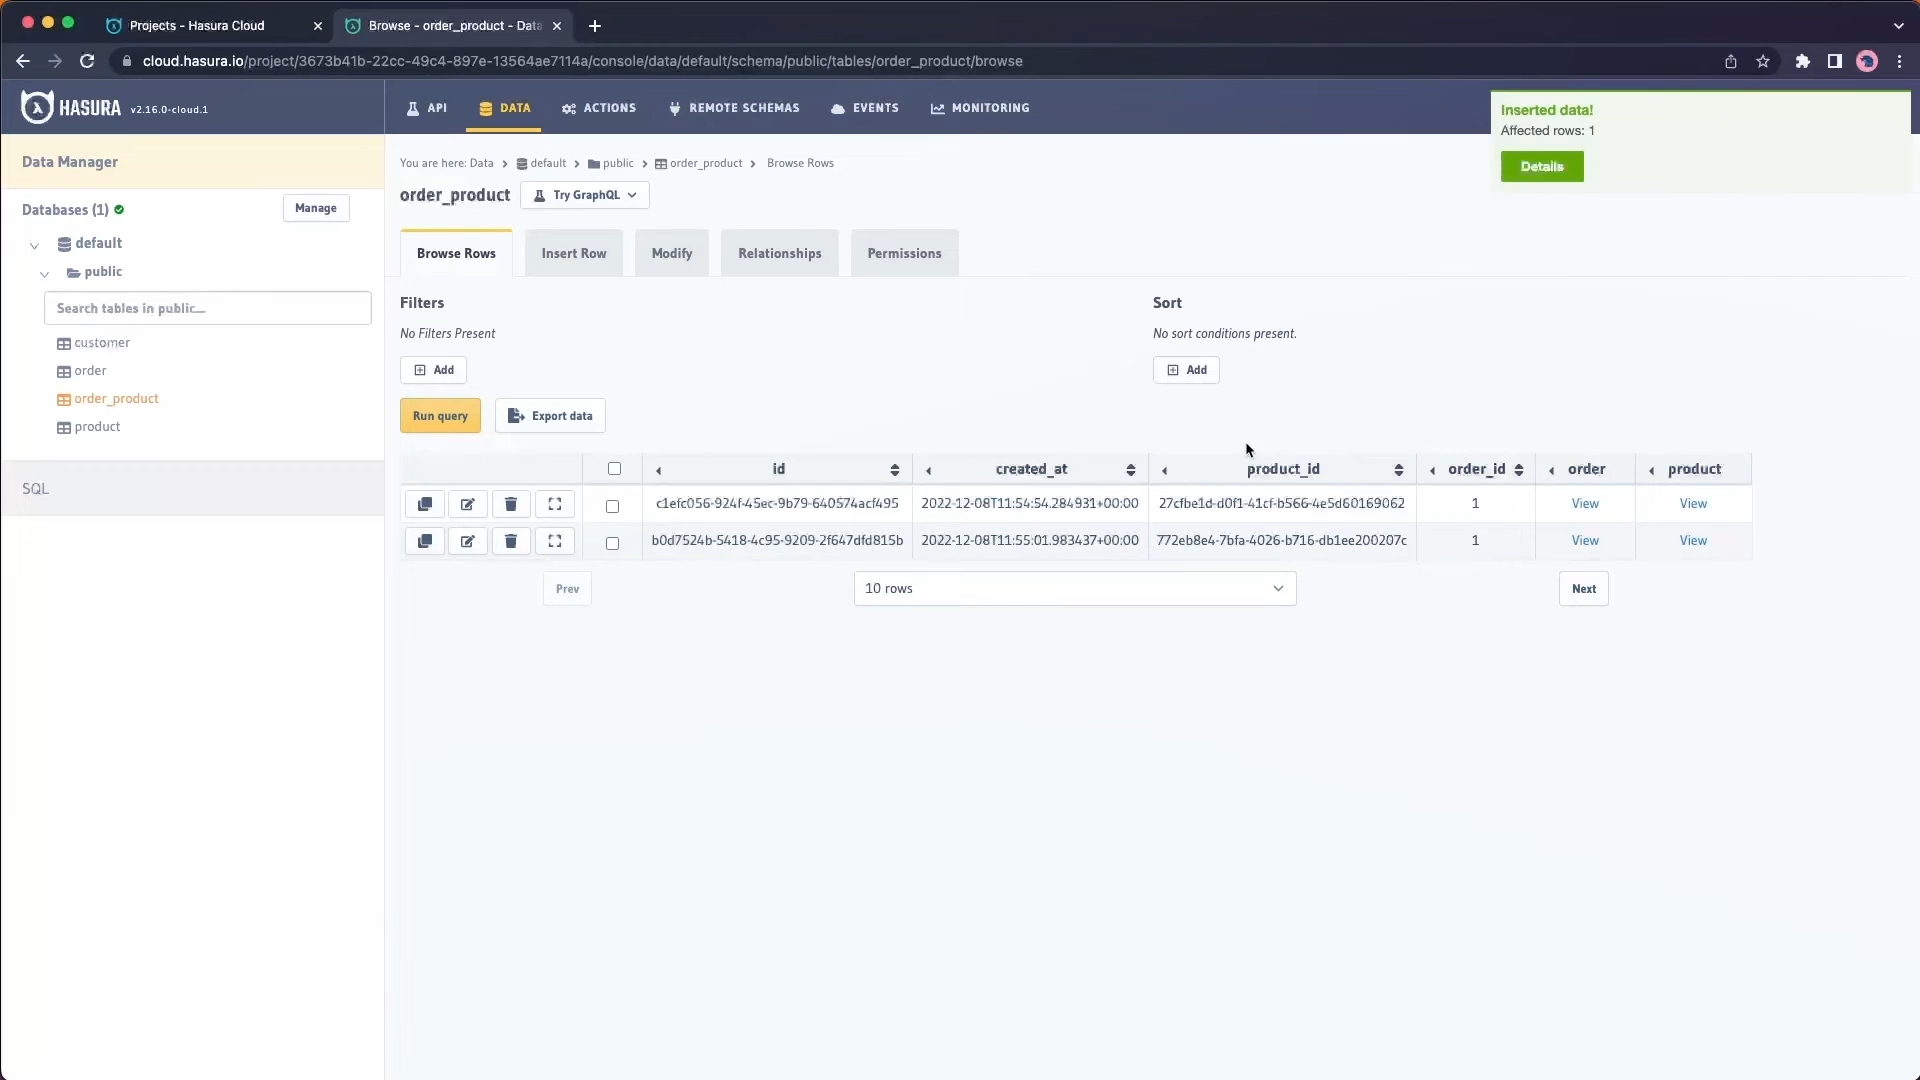 Projects - Hasura Cloud
Browse - order_product - Data
cloud.hasura.io/project/3673b41b-22cc-49c4-897e-13564ae7114a/console/data/default/schema/public/tables/order_product/browse
HASURA v2.16.0-cloud.1
API DATA ACTIONS REMOTE SCHEMAS EVENTS MONITORING
Inserted data!
Affected rows: 1
Details
Data Manager
Databases (1)
Manage
default
public
Search tables in public...
customer
order
order_product
product
SQL
You are here: Data > default > public > order_product > Browse Rows
order_product Try GraphQL
Browse Rows Insert Row Modify Relationships Permissions
Filters
No Filters Present
Add
Sort
No sort conditions present.
Add
Run query Export data
id created_at product_id order_id order product
c1efc056-924f-45ec-9b79-640574acf495 2022-12-08T11:54:54.284931+00:00 27cfbe1d-d0f1-41cf-b566-4e5d60169062 1 View View
b0d7524b-5418-4c95-9209-2f647dfd815b 2022-12-08T11:55:01.983437+00:00 772eb8e4-7bfa-4026-b716-db1ee200207c 1 View View
Prev 10 rows Next